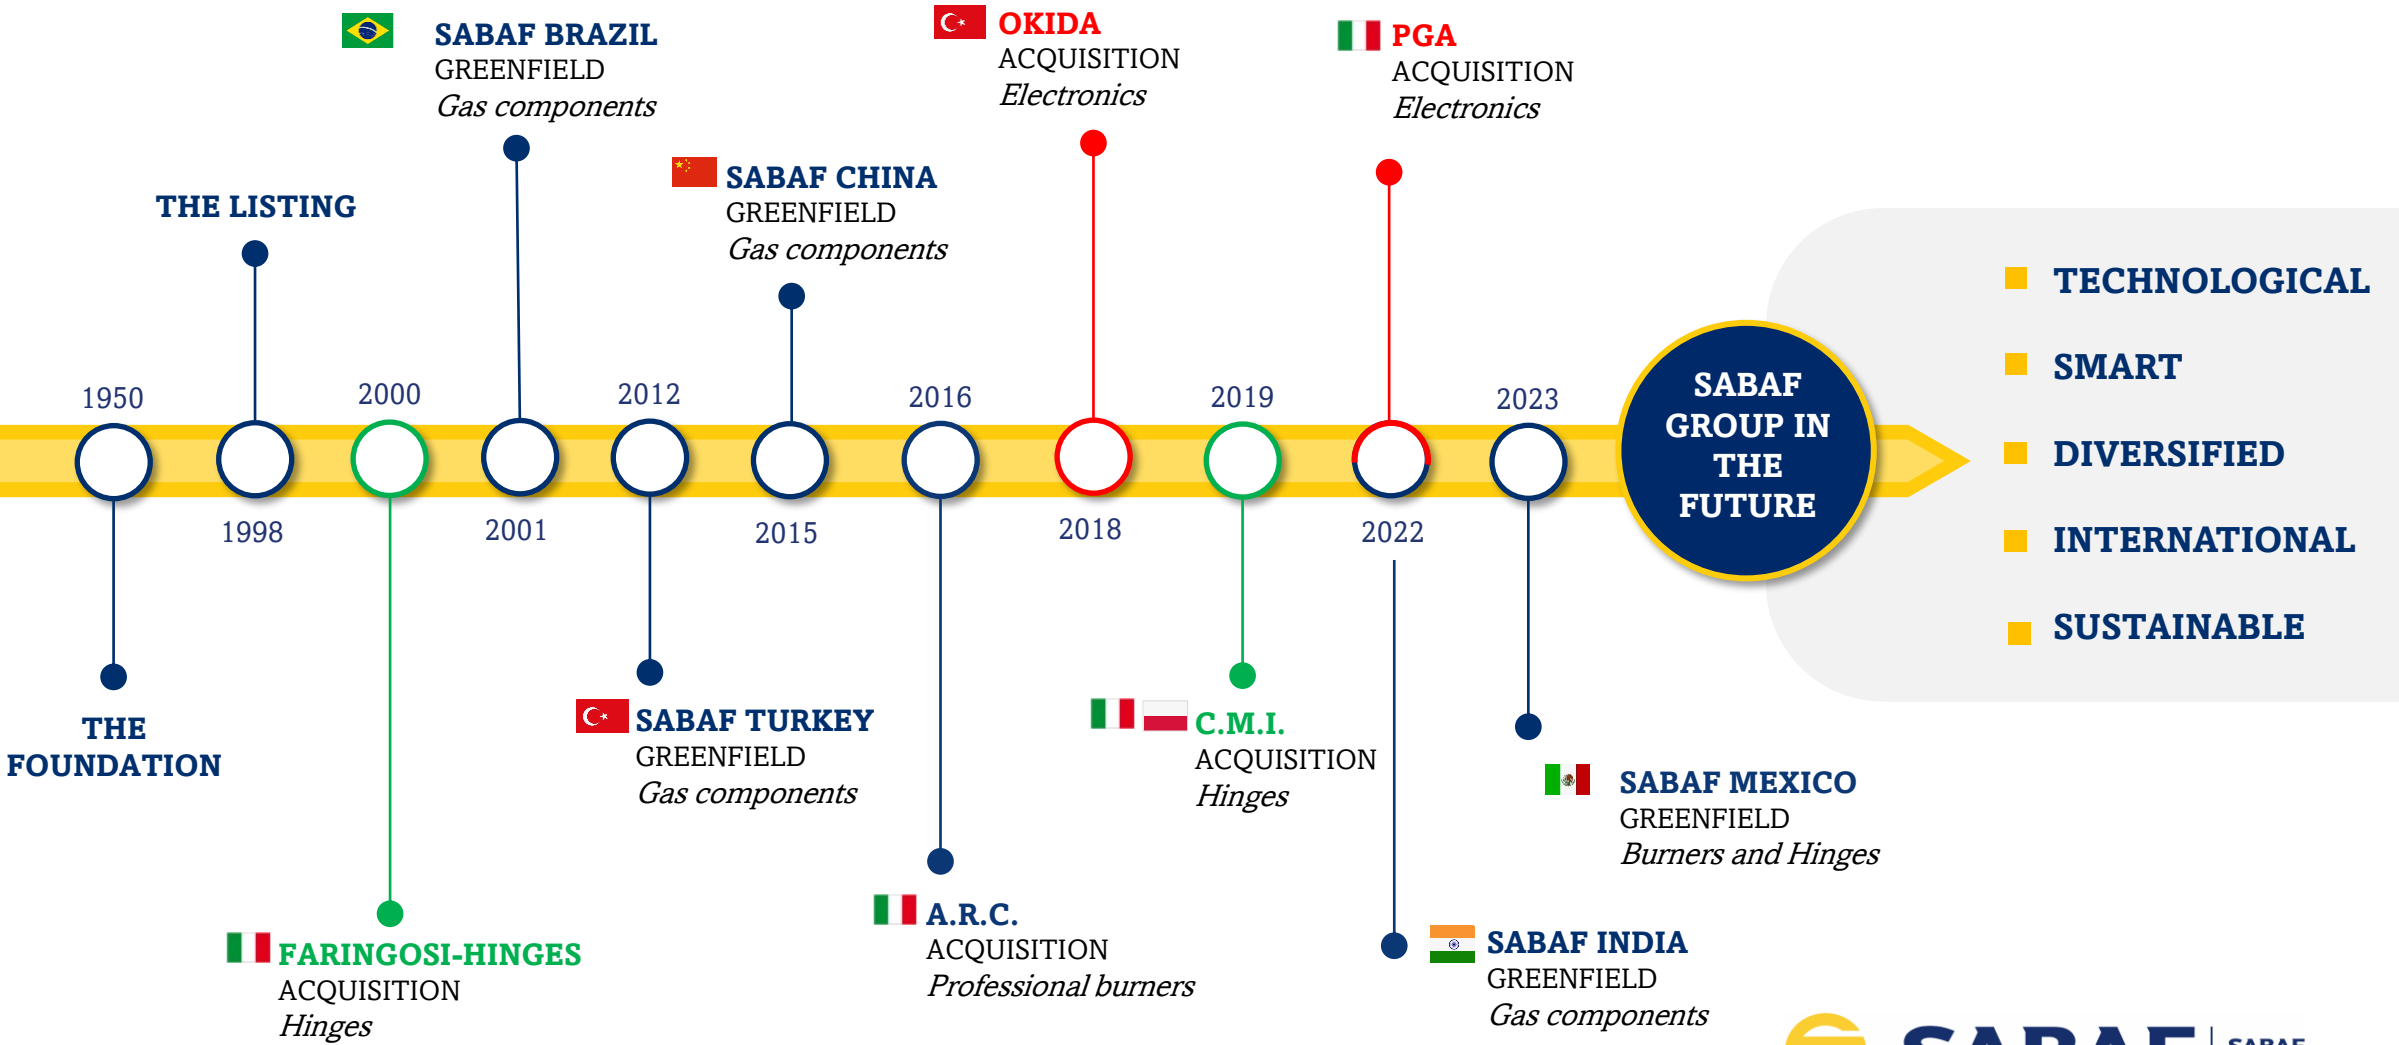 SABAF BRAZIL
GREENFIELD
Gas components
OKIDA
ACQUISITION
Electronics
PGA
ACQUISITION
Electronics
THE LISTING
SABAF CHINA
GREENFIELD
Gas components
1950
2000
2012
2016
2019
2023
1998
2001
2015
2018
2022
SABAF
GROUP IN
THE
FUTURE
TECHNOLOGICAL
SMART
DIVERSIFIED
INTERNATIONAL
SUSTAINABLE
THE
FOUNDATION
SABAF TURKEY
GREENFIELD
Gas components
C.M.I.
ACQUISITION
Hinges
SABAF MEXICO
GREENFIELD
Burners and Hinges
FARINGOSI-HINGES
ACQUISITION
Hinges
A.R.C.
ACQUISITION
Professional burners
SABAF INDIA
GREENFIELD
Gas components
SABAF
SABAF